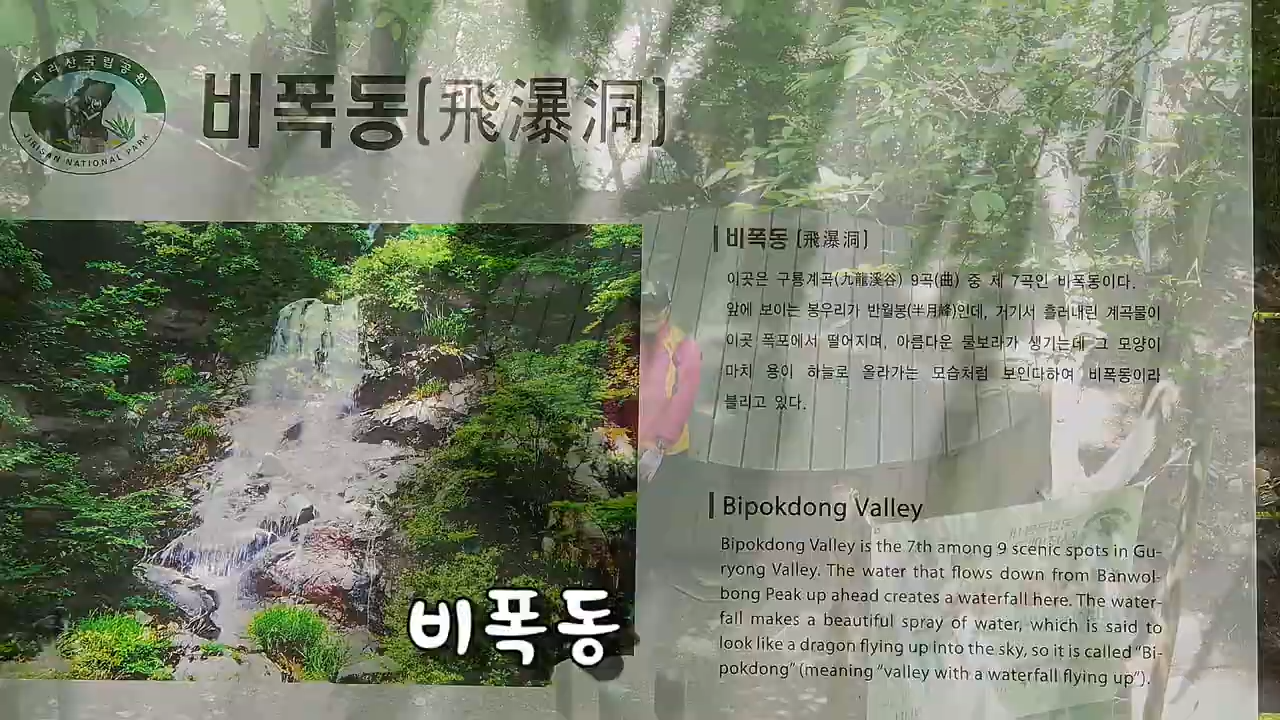 지리산국립공원
JIRISAN NATIONAL PARK
비폭동(飛瀑洞)
비폭동 (飛瀑洞)
이곳은 구룡계곡(九龍溪谷) 9곡(曲) 중 제 7곡인 비폭동이다.
앞에 보이는 봉우리가 반월봉(半月峰)인데, 거기서 흘러내린 계곡물이
이곳 폭포에서 떨어지며, 아름다운 물보라가 생기는데 그 모양이
마치 용이 하늘로 올라가는 모습처럼 보인다하여 비폭동이라
불리고 있다.
Bipokdong Valley
Bipokdong Valley is the 7th among 9 scenic spots in Gu-
ryong Valley. The water that flows down from Banwol-
bong Peak up ahead creates a waterfall here. The water-
fall makes a beautiful spray of water, which is said to
look like a dragon flying up into the sky, so it is called “Bi-
pokdong” (meaning “valley with a waterfall flying up”).
비폭동